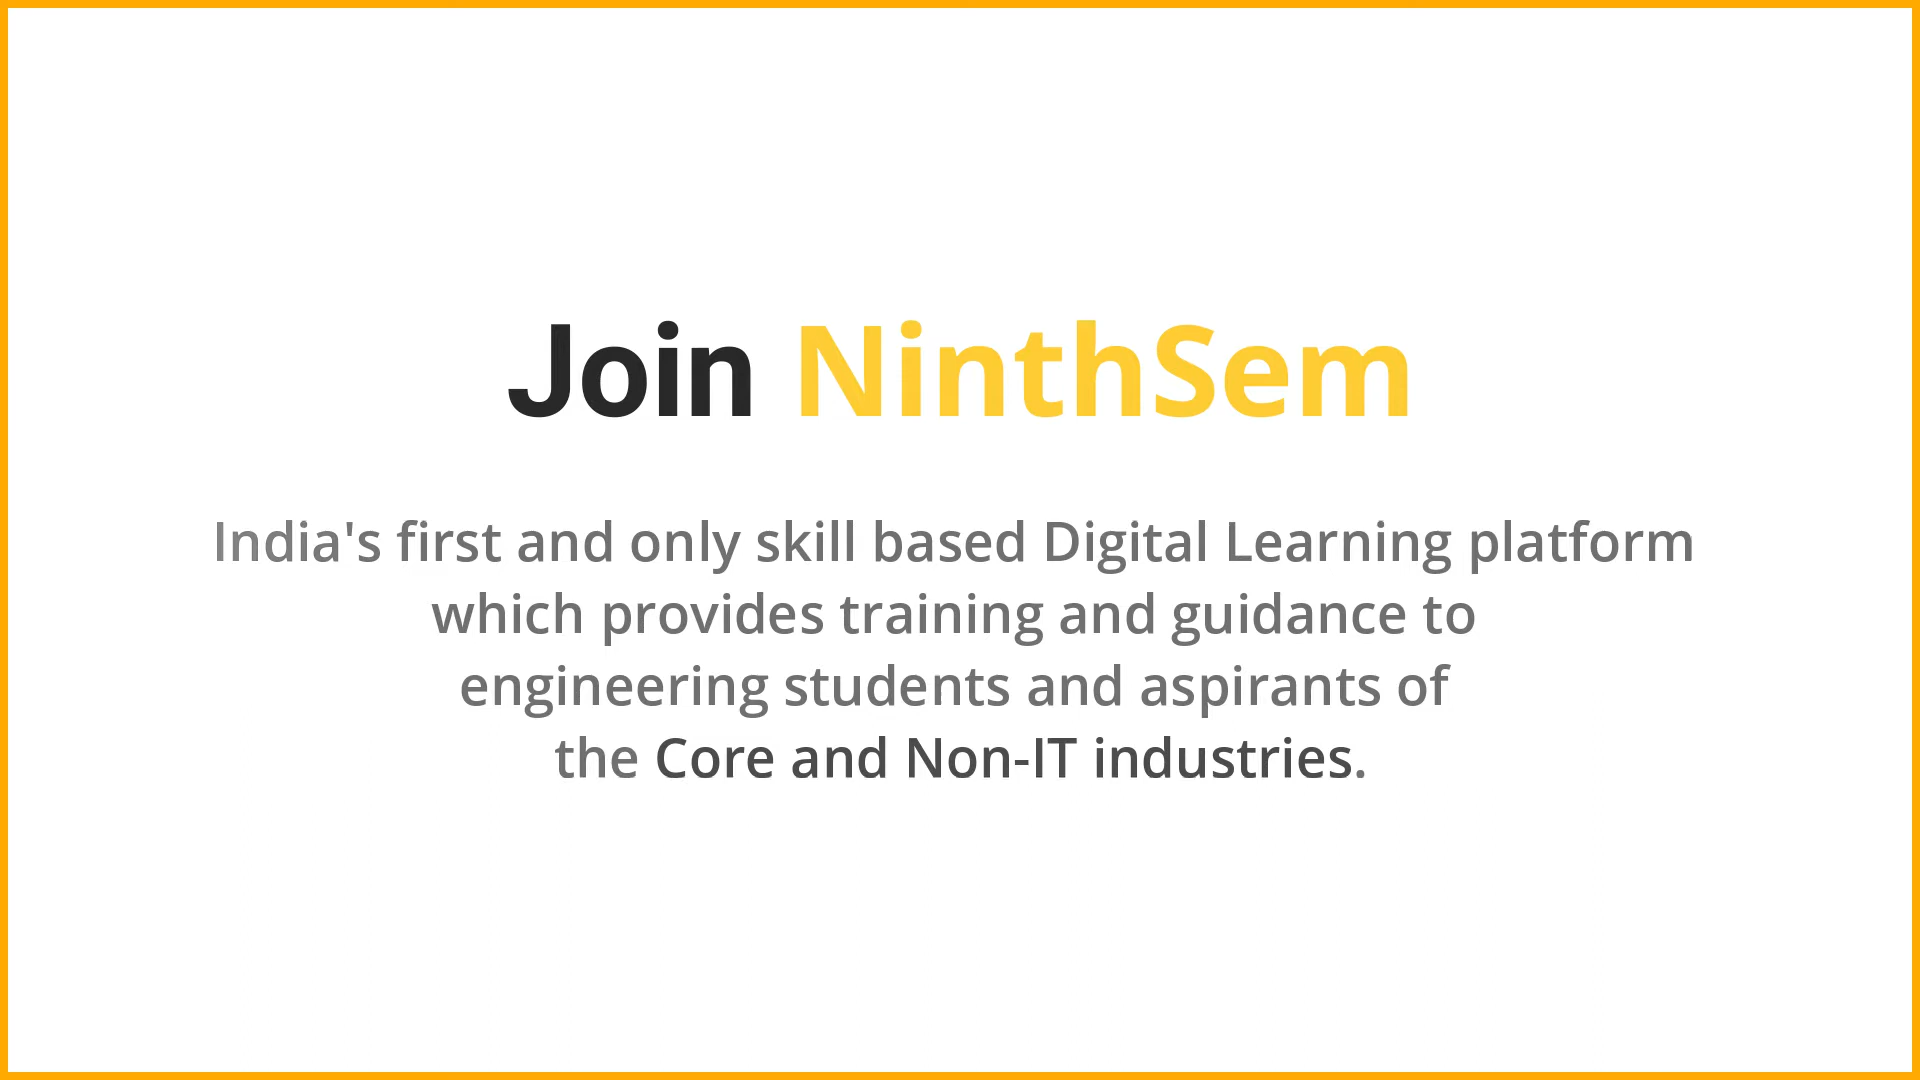 Join NinthSem
India's first and only skill based Digital Learning platform
which provides training and guidance to
engineering students and aspirants of
the Core and Non-IT industries.